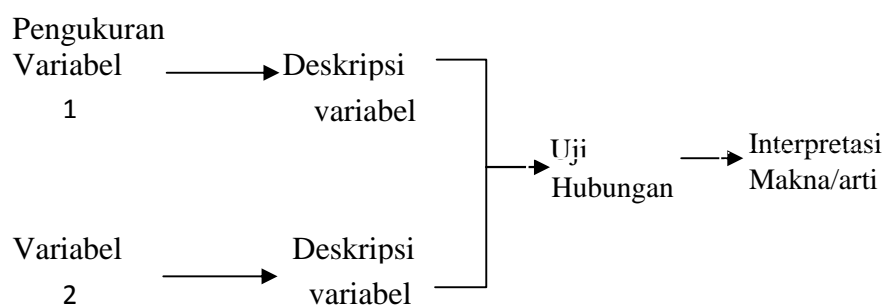 Pengukuran
Variabel
1
Deskripsi
variabel
Uji
Hubungan
Interpretasi
Makna/arti
Variabel
2
Deskripsi
variabel